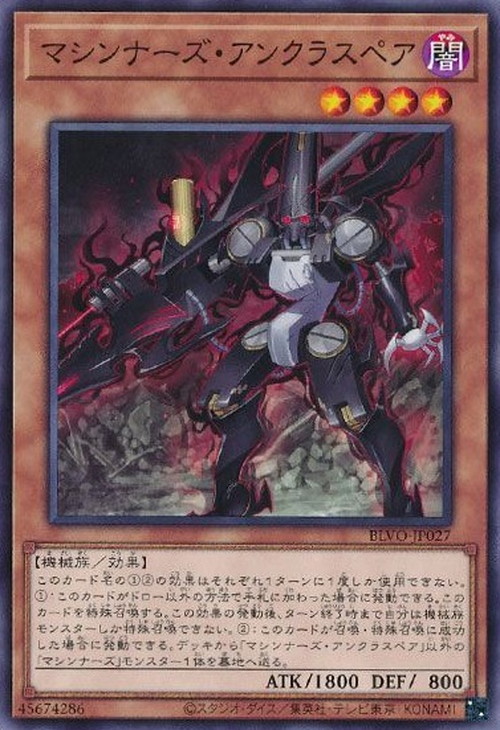 マシンナーズ・アンクラスペア
闇
BLVO-JP027
【機械族／効果】
このカード名の①②の効果はそれぞれ1ターンに1度しか使用できない。
①:このカードがドロー以外の方法で手札に加わった場合に発動できる。このカ
ードを特殊召喚する。この効果の発動後、ターン終了時まで自分は機械族
モンスターしか特殊召喚できない。②:このカードが召喚・特殊召喚に成功
した場合に発動できる。デッキから「マシンナーズ・アンクラスペア」以外の
「マシンナーズ」モンスター1体を墓地へ送る。
ATK/1800 DEF/ 800
45674286
©スタジオ・ダイス／集英社・テレビ東京・KONAMI